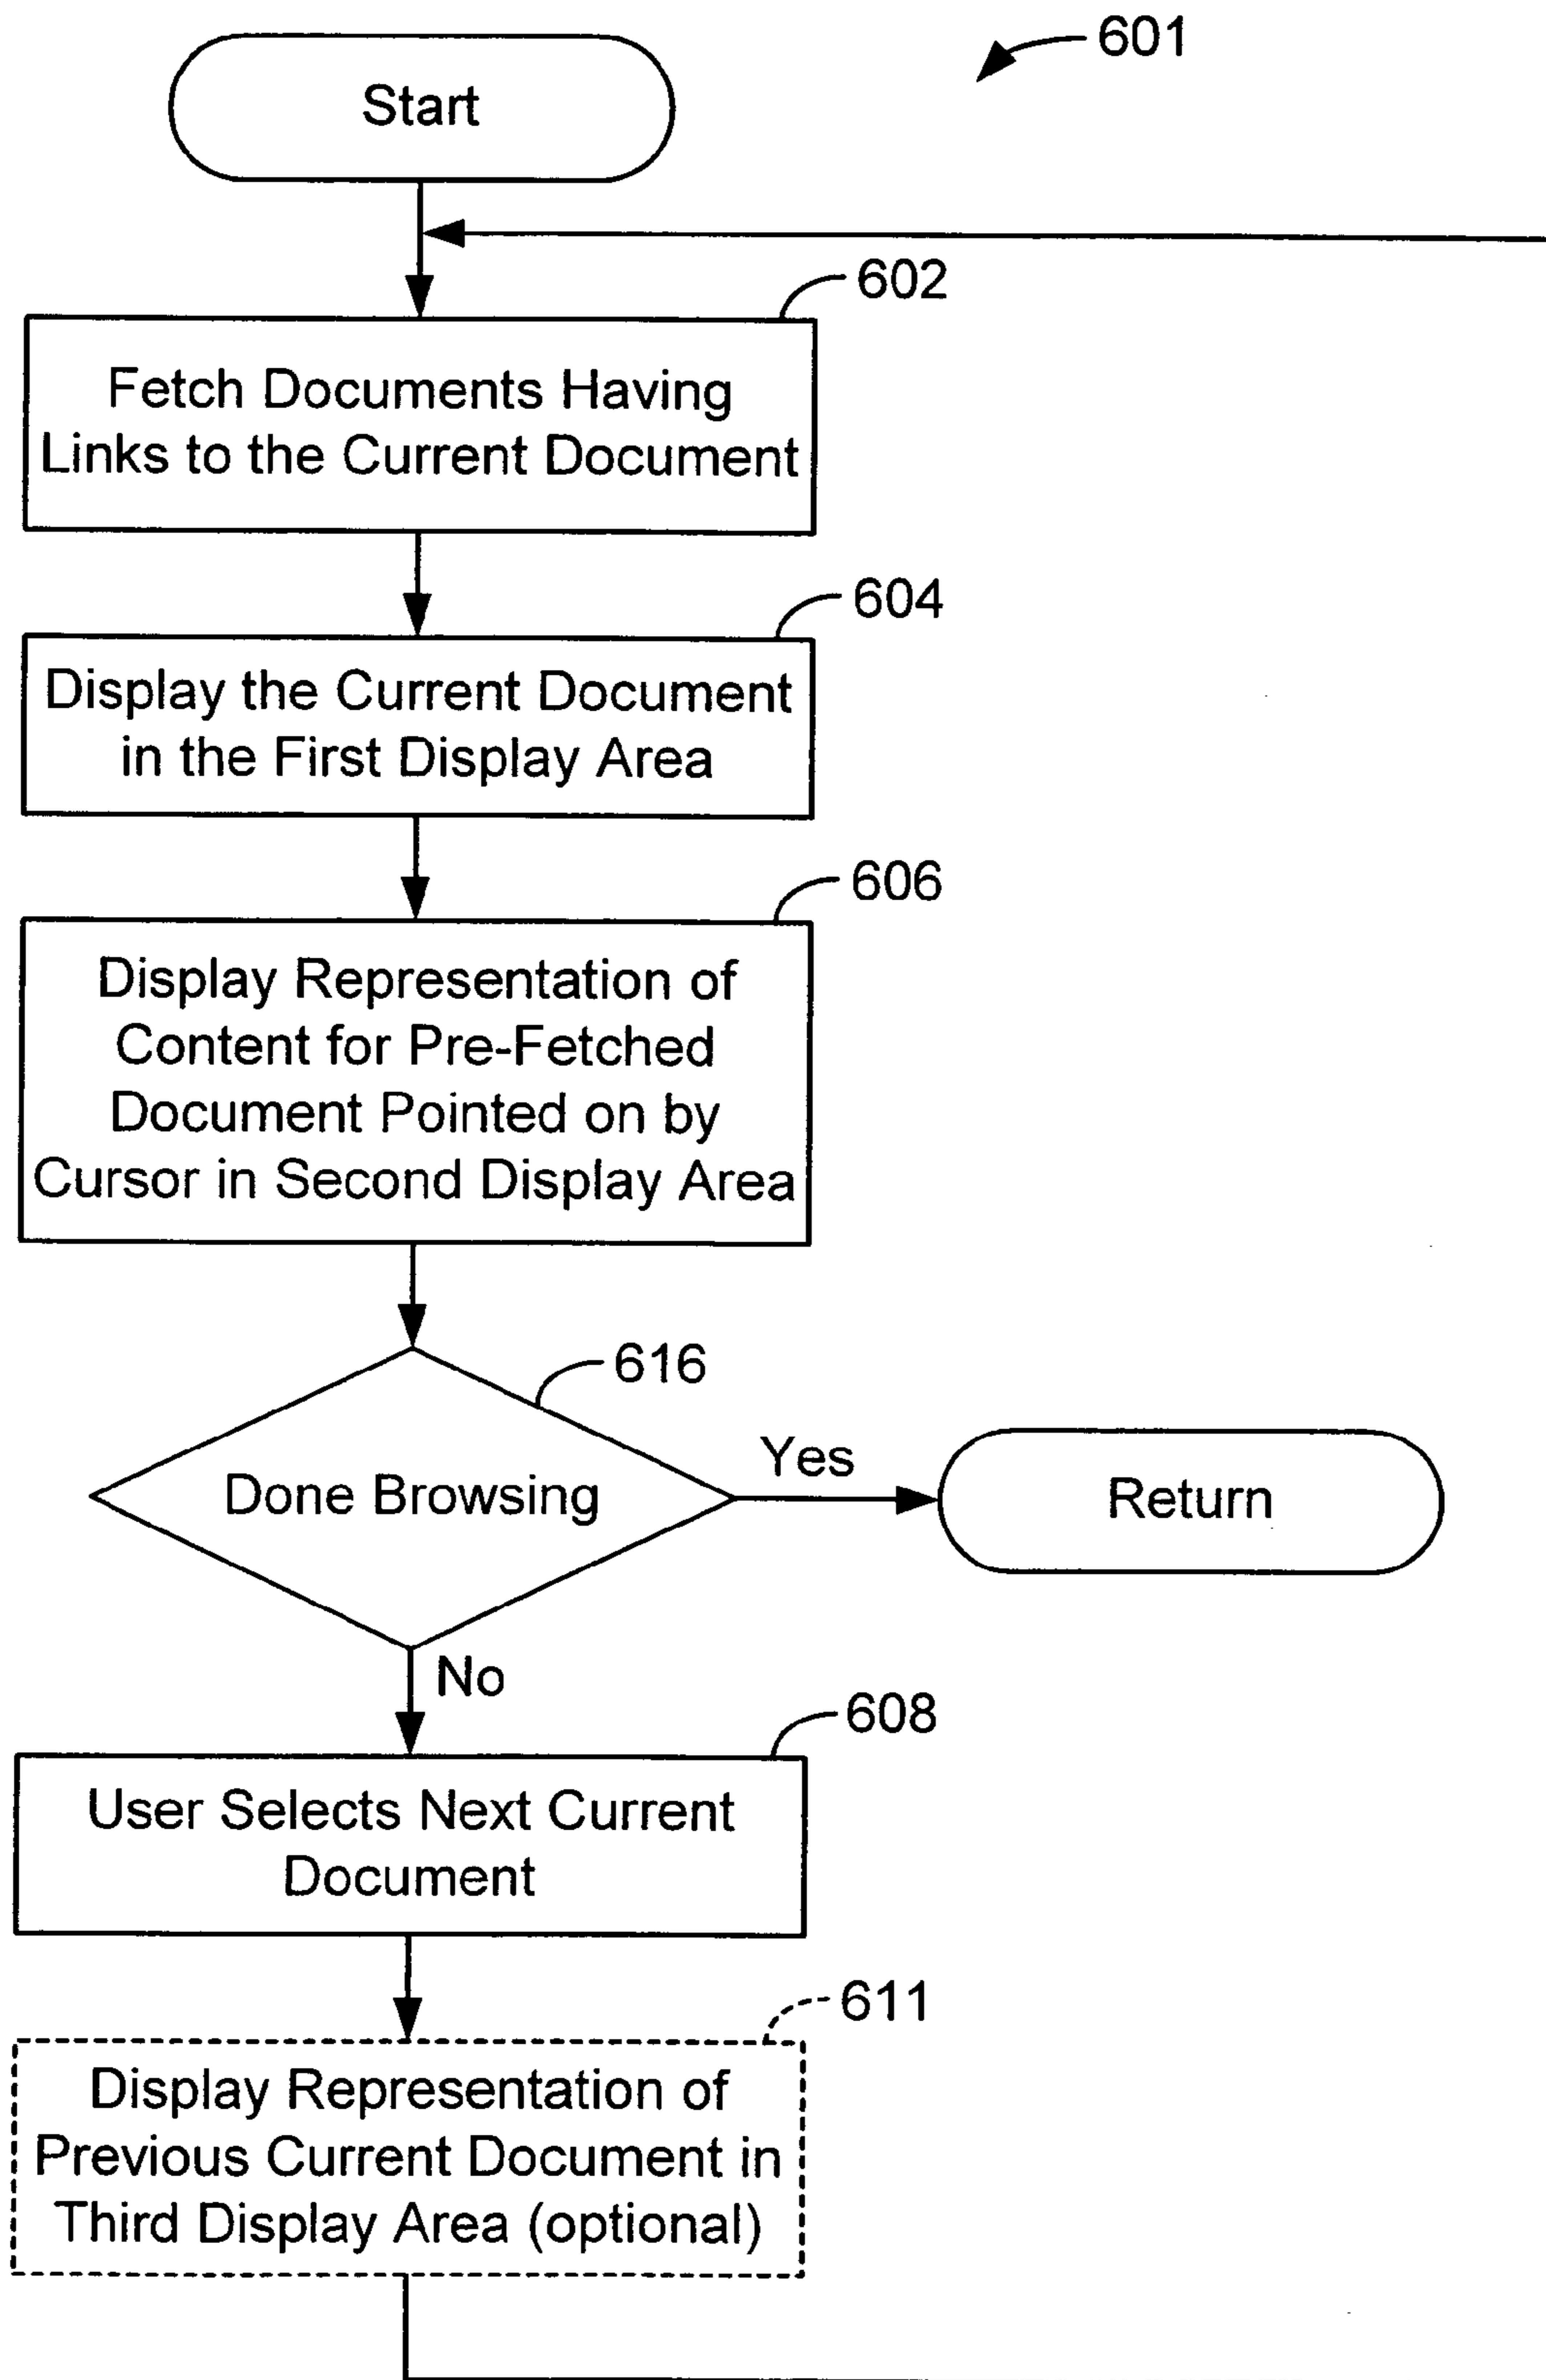 601
Start
602
Fetch Documents Having
Links to the Current Document
604
Display the Current Document
in the First Display Area
606
Display Representation of
Content for Pre-Fetched
Document Pointed on by
Cursor in Second Display Area
616
Done Browsing
Yes
Return
No
608
User Selects Next Current
Document
611
Display Representation of
Previous Current Document in
Third Display Area (optional)